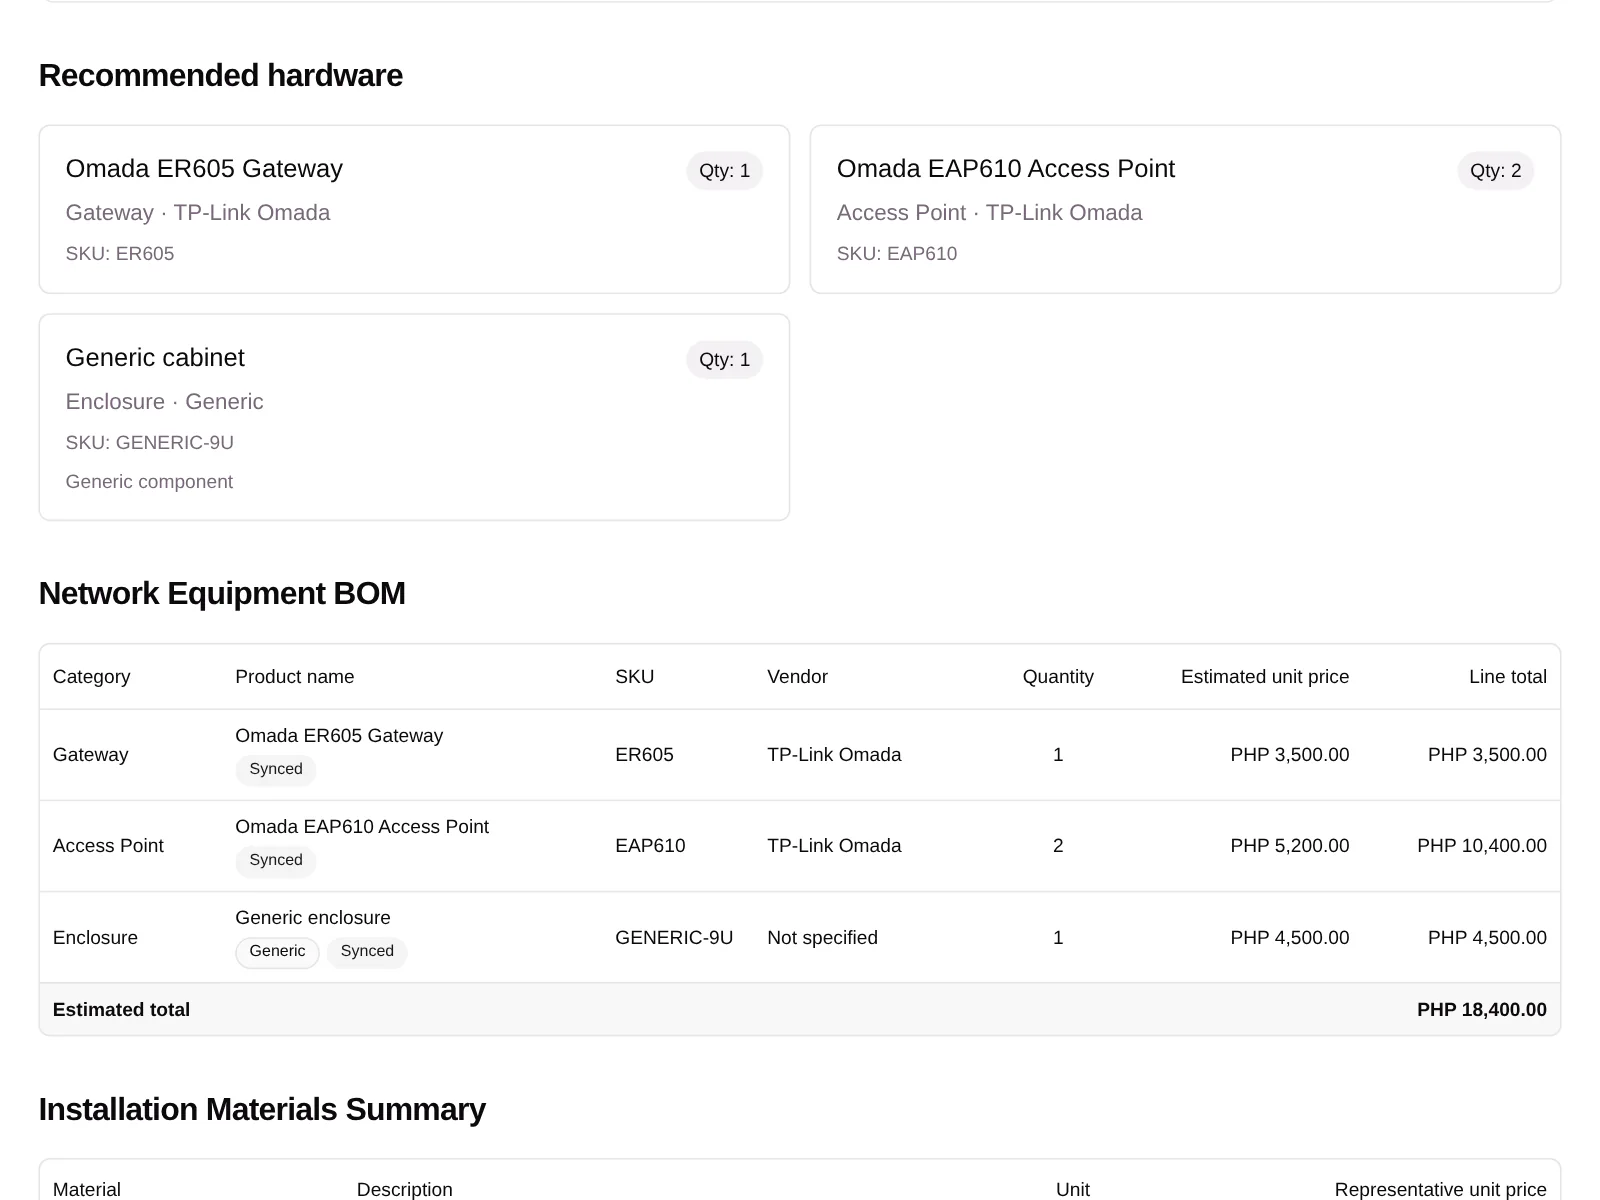 Recommended hardware
Omada ER605 Gateway
Qty: 1
Gateway · TP-Link Omada
SKU: ER605
Omada EAP610 Access Point
Qty: 2
Access Point · TP-Link Omada
SKU: EAP610
Generic cabinet
Qty: 1
Enclosure · Generic
SKU: GENERIC-9U
Generic component
Network Equipment BOM
Category Product name SKU Vendor Quantity Estimated unit price Line total
Gateway Omada ER605 Gateway ER605 TP-Link Omada 1 PHP 3,500.00 PHP 3,500.00
Synced
Access Point Omada EAP610 Access Point EAP610 TP-Link Omada 2 PHP 5,200.00 PHP 10,400.00
Synced
Enclosure Generic enclosure GENERIC-9U Not specified 1 PHP 4,500.00 PHP 4,500.00
Generic Synced
Estimated total PHP 18,400.00
Installation Materials Summary
Material Description Unit Representative unit price